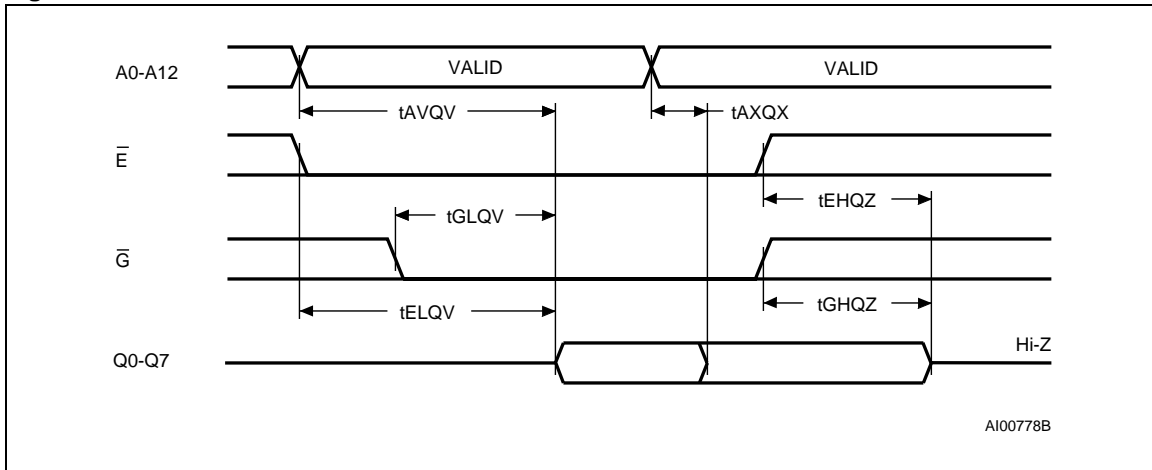 A0-A12
VALID
VALID
tAVQV
tAXQX
E
tEHQZ
tGLQV
G
tELQV
tGHQZ
Q0-Q7
Hi-Z
AI00778B